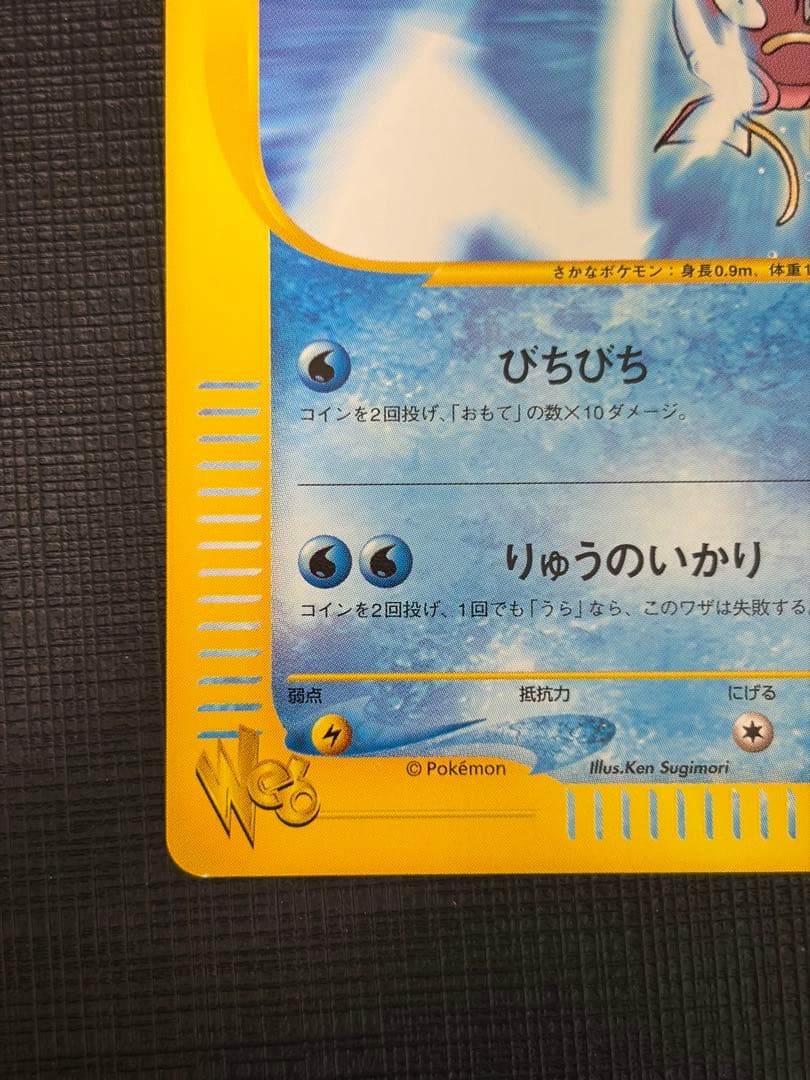 さかなポケモン：身長0.9m、体重1
びちびち
コインを2回投げ、「おもて」の数×10ダメージ。
りゅうのいかり
コインを2回投げ、1回でも「うら」なら、このワザは失敗する。
弱点 抵抗力 にげる
Web
©Pokémon Illus.Ken Sugimori